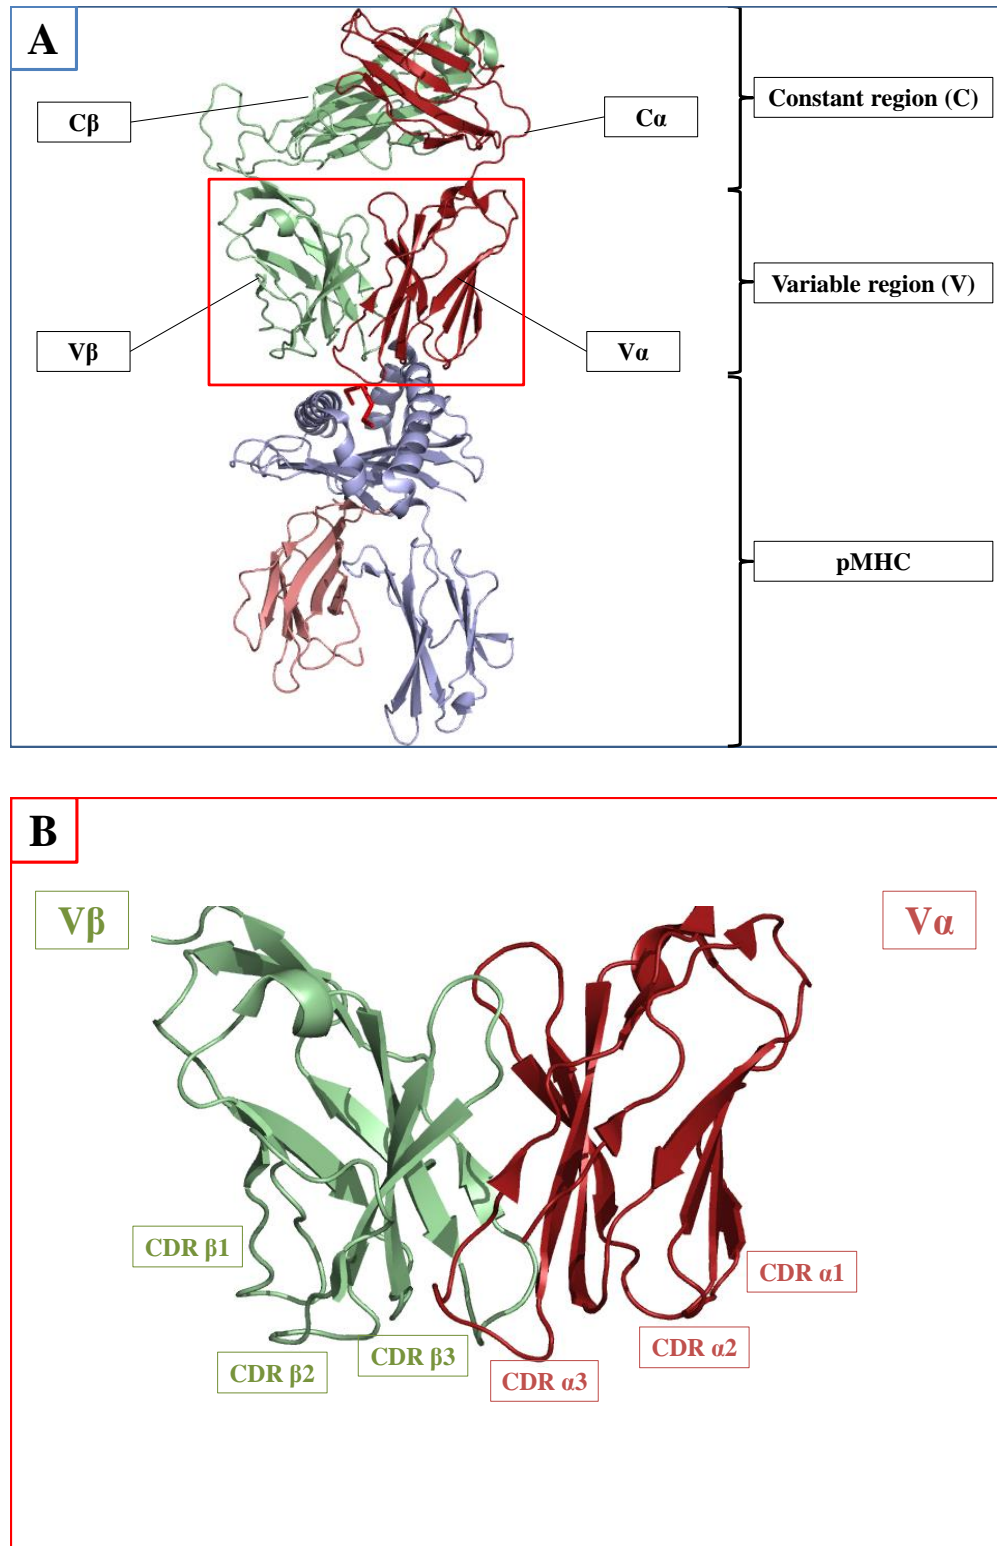 A
Constant region (C)
Cβ
Cα
Variable region (V)
Vβ
Vα
pMHC
B
Vβ
Vα
CDR β1
CDR α1
CDR α2
CDR β3
CDR β2
CDR α3